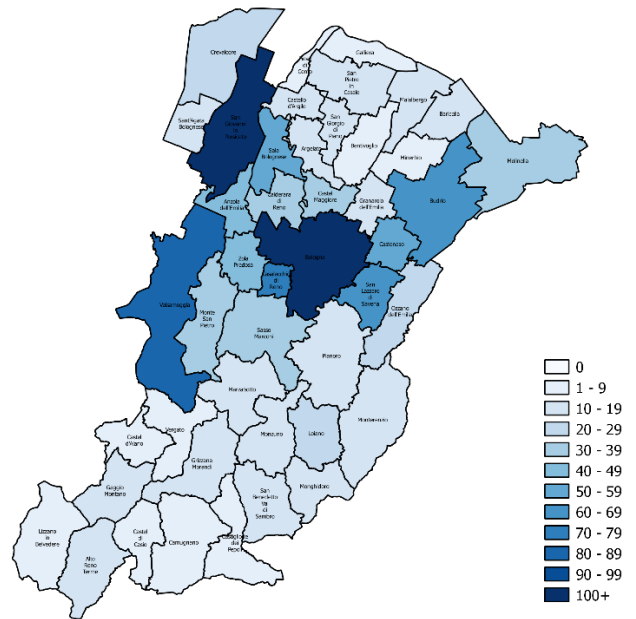 Crevalcore
Galliera
San
Pietro
in
Casale
Castello
d'Argile
Malalbergo
Baricella
Sant'Agata
Bolognese
San
Giovanni
in
San
Giorgio
di
Piano
Argelato
Bentivoglio
Minerbio
Molinella
Sala
Bolognese
Budrio
Anzola
dell'Emilia
Calderara
di
Reno
Castel
Maggiore
Granarolo
dell'Emilia
Castenaso
Bologna
Zola
Predosa
Casalecchio
di
Reno
San
Lazzaro
di
Savena
Ozzano
dell'Emilia
Valsamoggia
Monte
San
Pietro
Sasso
Marconi
Pianoro
Marzabotto
Monterenzio
Vergato
Castel
d'Aiano
Monzuno
Loiano
Grizzana
Morandi
Gaggio
Montano
San
Benedetto
Val
di
Sambro
Monghidoro
Lizzano
in
Belvedere
Alto
Reno
Terme
Castel
di
Casio
Camugnano
Castiglione
dei
Pepoli
0
1 - 9
10 - 19
20 - 29
30 - 39
40 - 49
50 - 59
60 - 69
70 - 79
80 - 89
90 - 99
100+